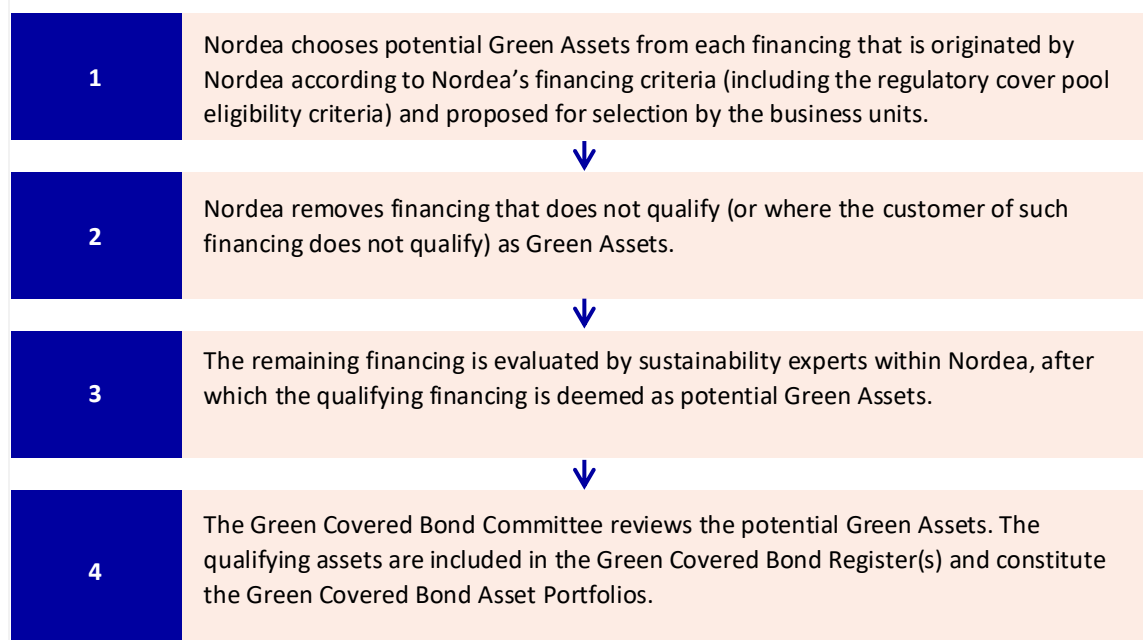 1
Nordea chooses potential Green Assets from each financing that is originated by
Nordea according to Nordea’s financing criteria (including the regulatory cover pool
eligibility criteria) and proposed for selection by the business units.
2
Nordea removes financing that does not qualify (or where the customer of such
financing does not qualify) as Green Assets.
3
The remaining financing is evaluated by sustainability experts within Nordea, after
which the qualifying financing is deemed as potential Green Assets.
4
The Green Covered Bond Committee reviews the potential Green Assets. The
qualifying assets are included in the Green Covered Bond Register(s) and constitute
the Green Covered Bond Asset Portfolios.